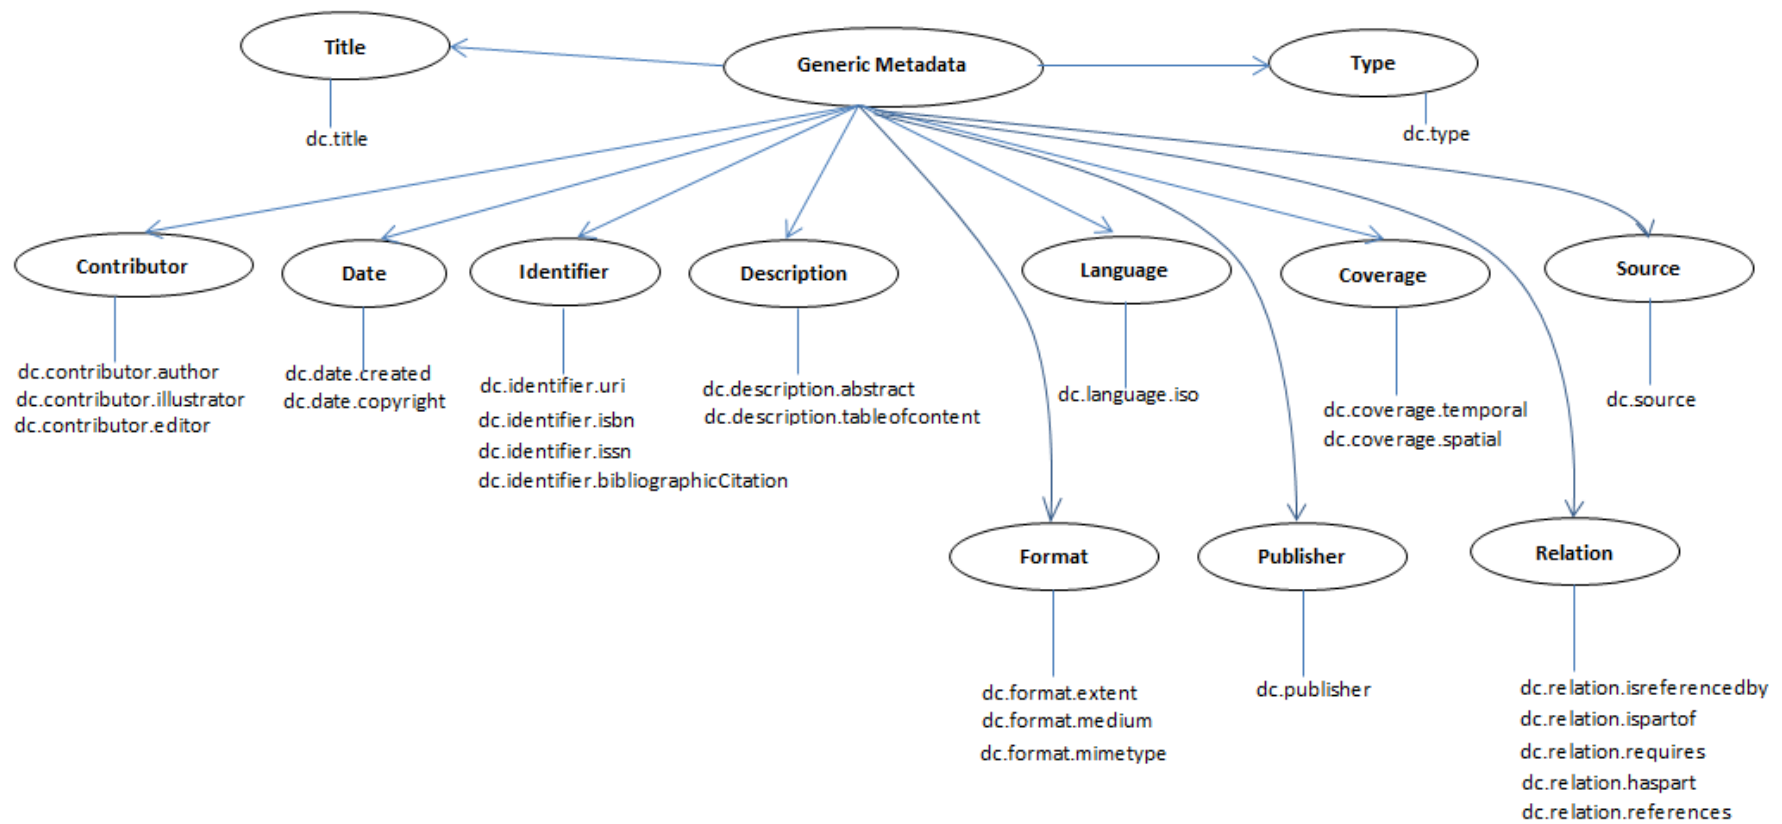 Title
Generic Metadata
Type
dc.title
dc.type
Contributor
Date
Identifier
Description
Language
Coverage
Source
dc.contributor.author
dc.contributor.illustrator
dc.contributor.editor
dc.date.created
dc.date.copyright
dc.identifier.uri
dc.identifier.isbn
dc.identifier.issn
dc.identifier.bibliographicCitation
dc.description.abstract
dc.description.tableofcontent
dc.language.iso
dc.coverage.temporal
dc.coverage.spatial
dc.source
Format
Publisher
Relation
dc.format.extent
dc.format.medium
dc.format.mimetype
dc.publisher
dc.relation.isreferencedby
dc.relation.ispartof
dc.relation.requires
dc.relation.haspart
dc.relation.references